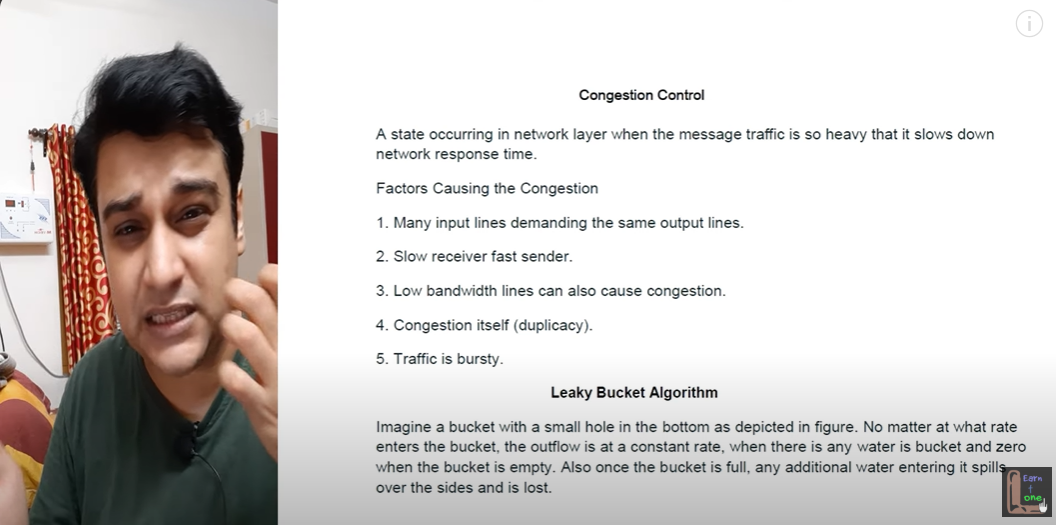 Congestion Control
A state occurring in network layer when the message traffic is so heavy that it slows down
network response time.
Factors Causing the Congestion
1. Many input lines demanding the same output lines.
2. Slow receiver fast sender.
3. Low bandwidth lines can also cause congestion.
4. Congestion itself (duplicacy).
5. Traffic is bursty.
Leaky Bucket Algorithm
Imagine a bucket with a small hole in the bottom as depicted in figure. No matter at what rate
enters the bucket, the outflow is at a constant rate, when there is any water is bucket and zero
when the bucket is empty. Also once the bucket is full, any additional water entering it spills
over the sides and is lost.
Earn
one